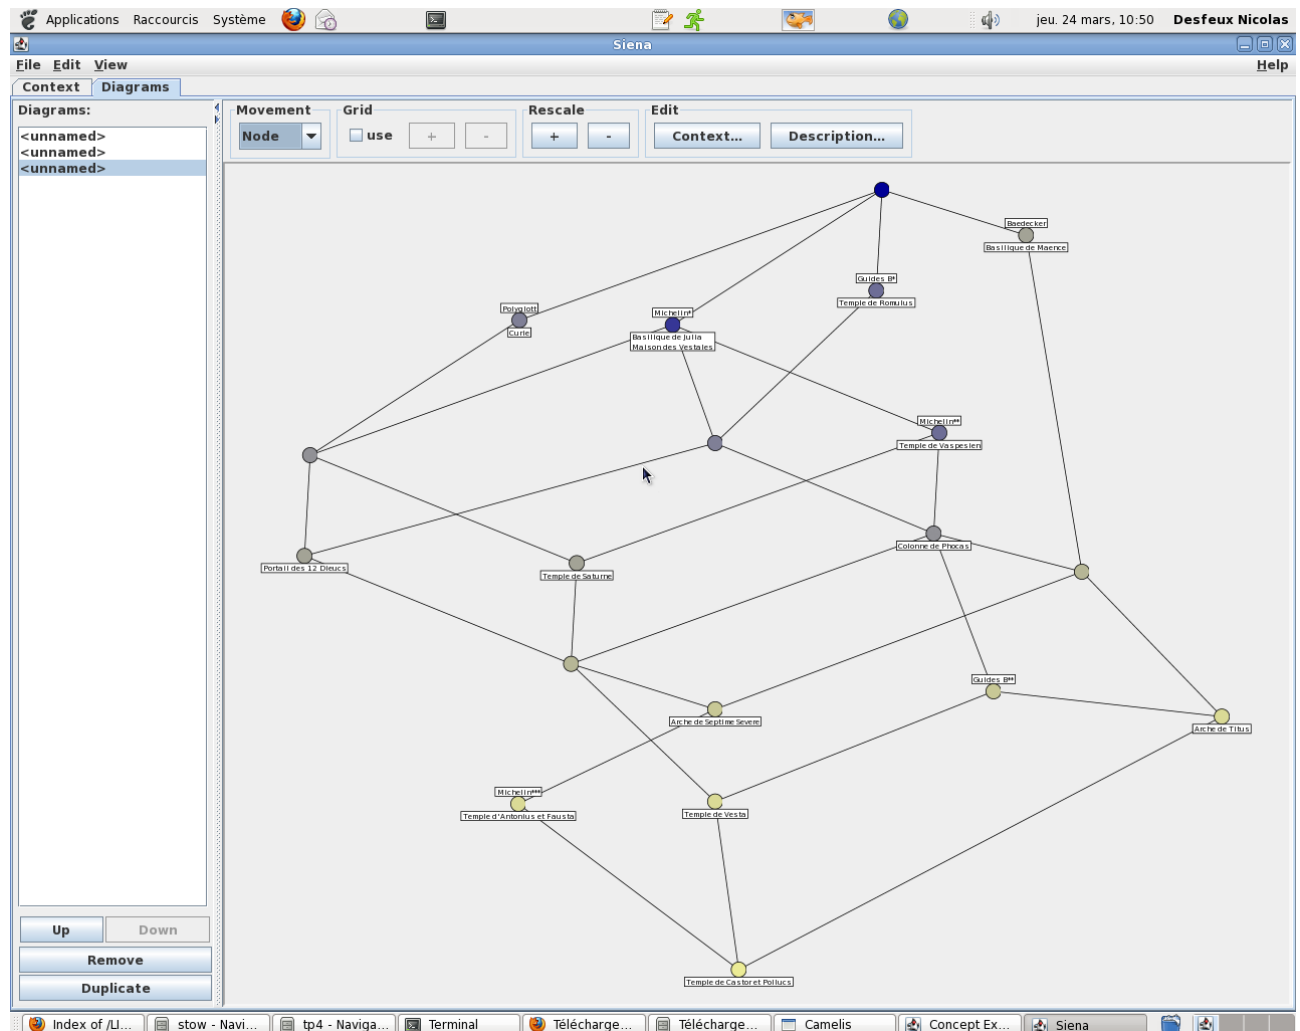 Applications Raccourcis Système jeu. 24 mars, 10:50 Desfeux Nicolas
Siena
File Edit View Help
Context Diagrams
Diagrams:
<unnamed>
<unnamed>
<unnamed>
Up Down
Remove
Duplicate
Movement Grid Rescale Edit
Node use + - + - Context... Description...
Baedecker
Basilique de Maence
Guides B*
Temple de Romulus
Polyglott
Curie
Michelin*
Basilique de Julia
Maison des Vestales
Michelin**
Temple de Vaspesien
Colonne de Phocas
Portail des 12 Dieucs
Temple de Saturne
Guides B**
Arche de Septime Severe
Arche de Titus
Michelin***
Temple d'Antonius et Fausta
Temple de Vesta
Temple de Castor et Pollucs
Index of /LI... stow - Navi... tp4 - Naviga... Terminal Télécharge... Télécharge... Camelis Concept Ex... Siena